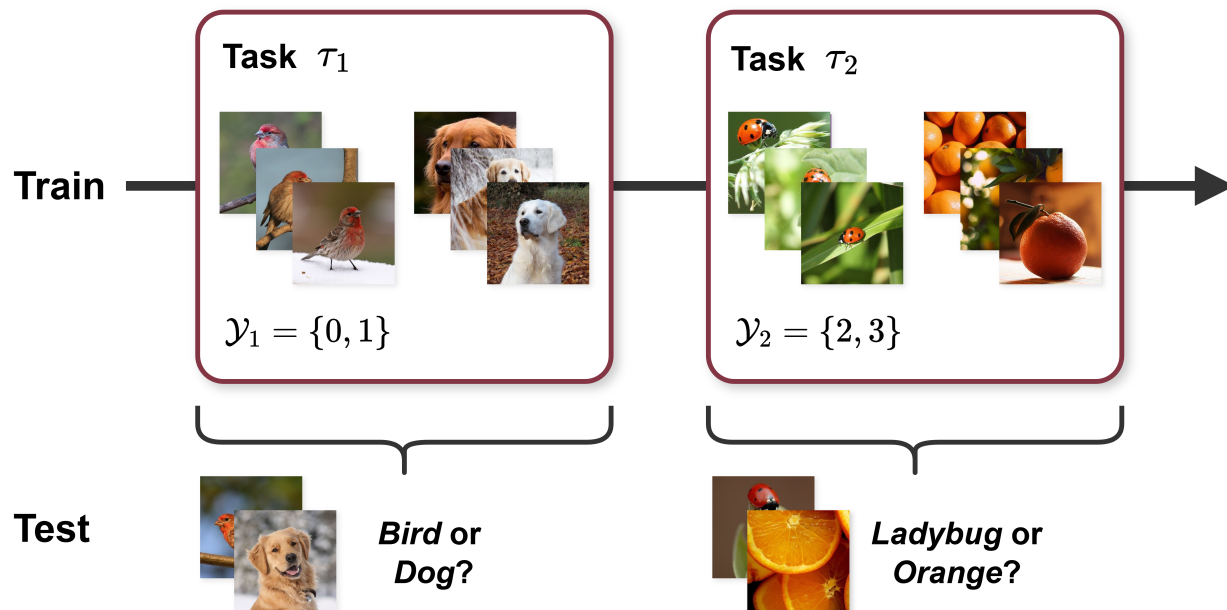 Task τ₁
Task τ₂
Train
𝒴₁ = {0, 1}
𝒴₂ = {2, 3}
Test
Bird or
Dog?
Ladybug or
Orange?